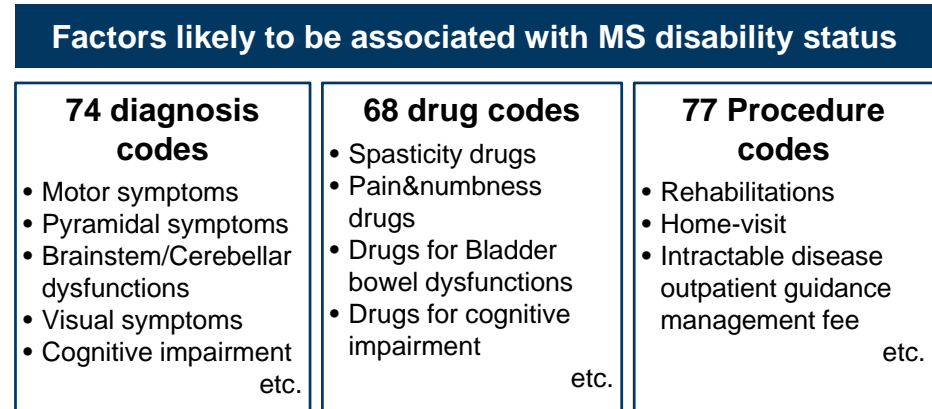 Factors likely to be associated with MS disability status
74 diagnosis
codes
• Motor symptoms
• Pyramidal symptoms
• Brainstem/Cerebellar
dysfunctions
• Visual symptoms
• Cognitive impairment
etc.
68 drug codes
• Spasticity drugs
• Pain&numbness
drugs
• Drugs for Bladder
bowel dysfunctions
• Drugs for cognitive
impairment
etc.
77 Procedure
codes
• Rehabilitations
• Home-visit
• Intractable disease
outpatient guidance
management fee
etc.